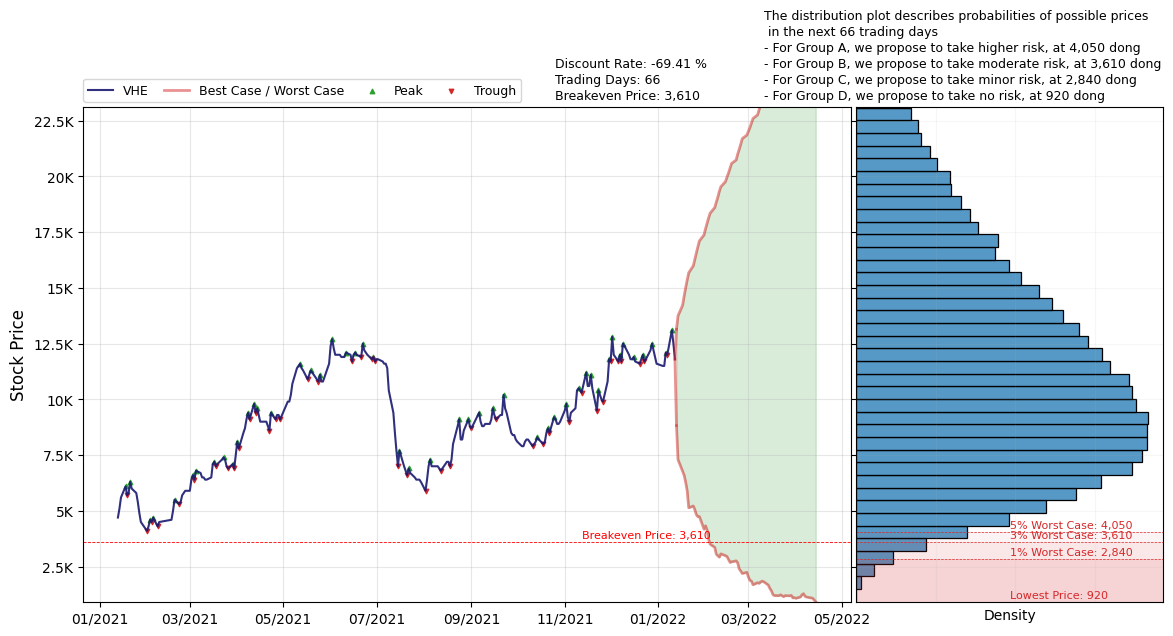 The distribution plot describes probabilities of possible prices
in the next 66 trading days
- For Group A, we propose to take higher risk, at 4,050 dong
- For Group B, we propose to take moderate risk, at 3,610 dong
- For Group C, we propose to take minor risk, at 2,840 dong
- For Group D, we propose to take no risk, at 920 dong
Discount Rate: -69.41 %
Trading Days: 66
Breakeven Price: 3,610
VHE
Best Case / Worst Case
Peak
Trough
Stock Price
22.5K
20K
17.5K
15K
12.5K
10K
7.5K
5K
2.5K
Breakeven Price: 3,610
5% Worst Case: 4,050
3% Worst Case: 3,610
1% Worst Case: 2,840
Lowest Price: 920
01/2021
03/2021
05/2021
07/2021
09/2021
11/2021
01/2022
03/2022
05/2022
Density